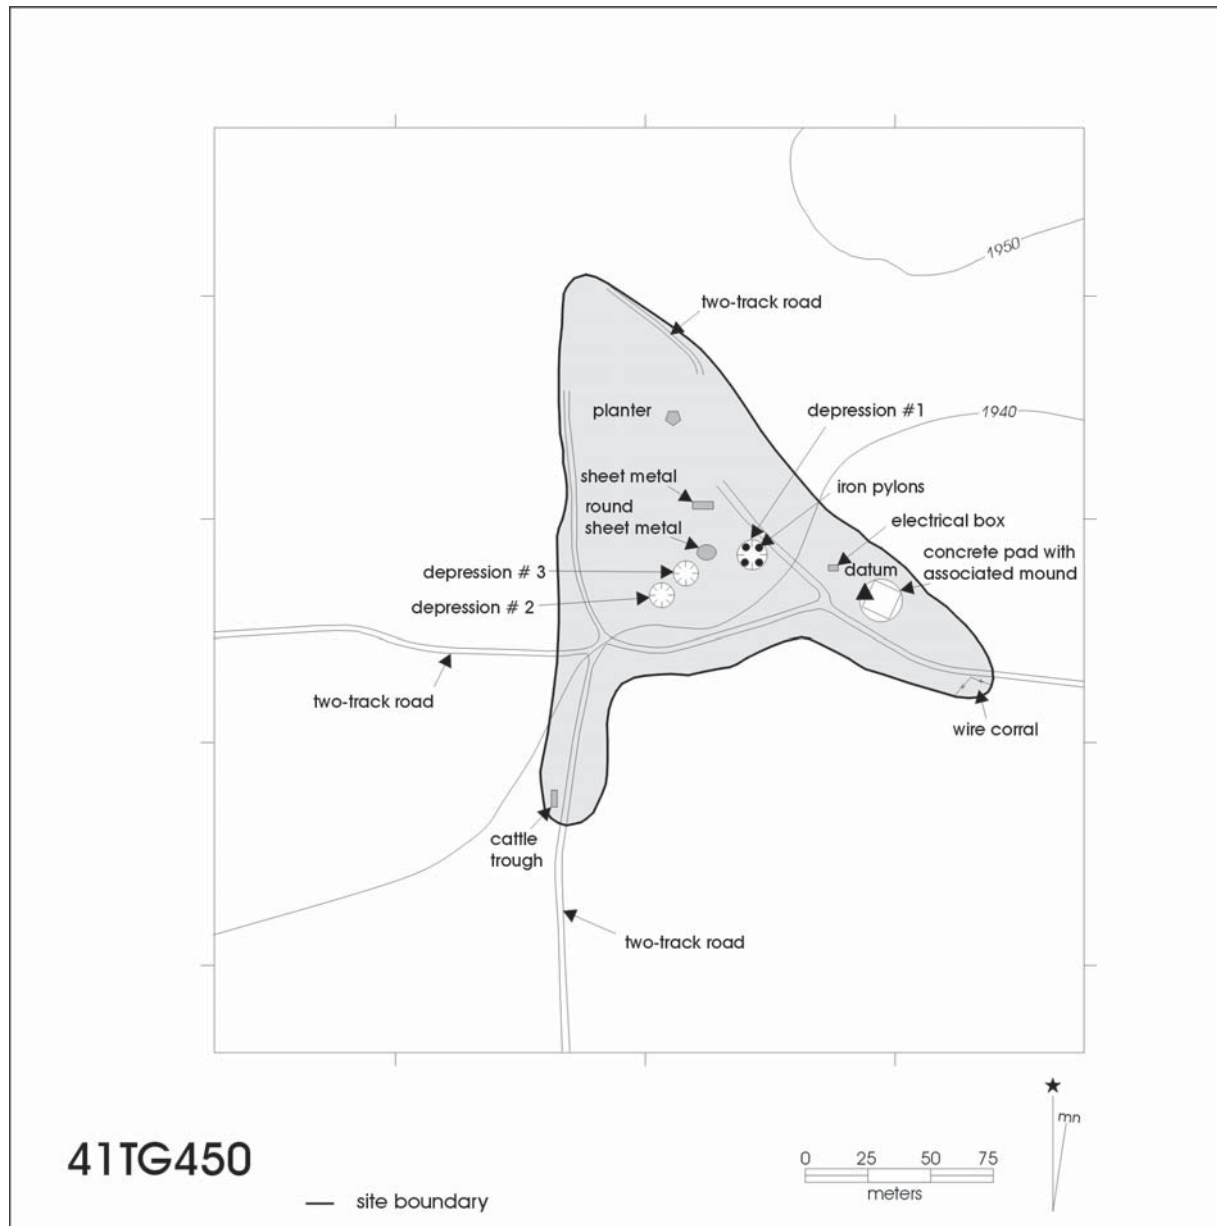 1950
two-track road
planter
depression #1
1940
sheet metal
iron pylons
round
sheet metal
electrical box
concrete pad with
associated mound
datum
depression # 3
depression # 2
two-track road
wire corral
cattle
trough
two-track road
mn
41TG450
0 25 50 75
meters
site boundary